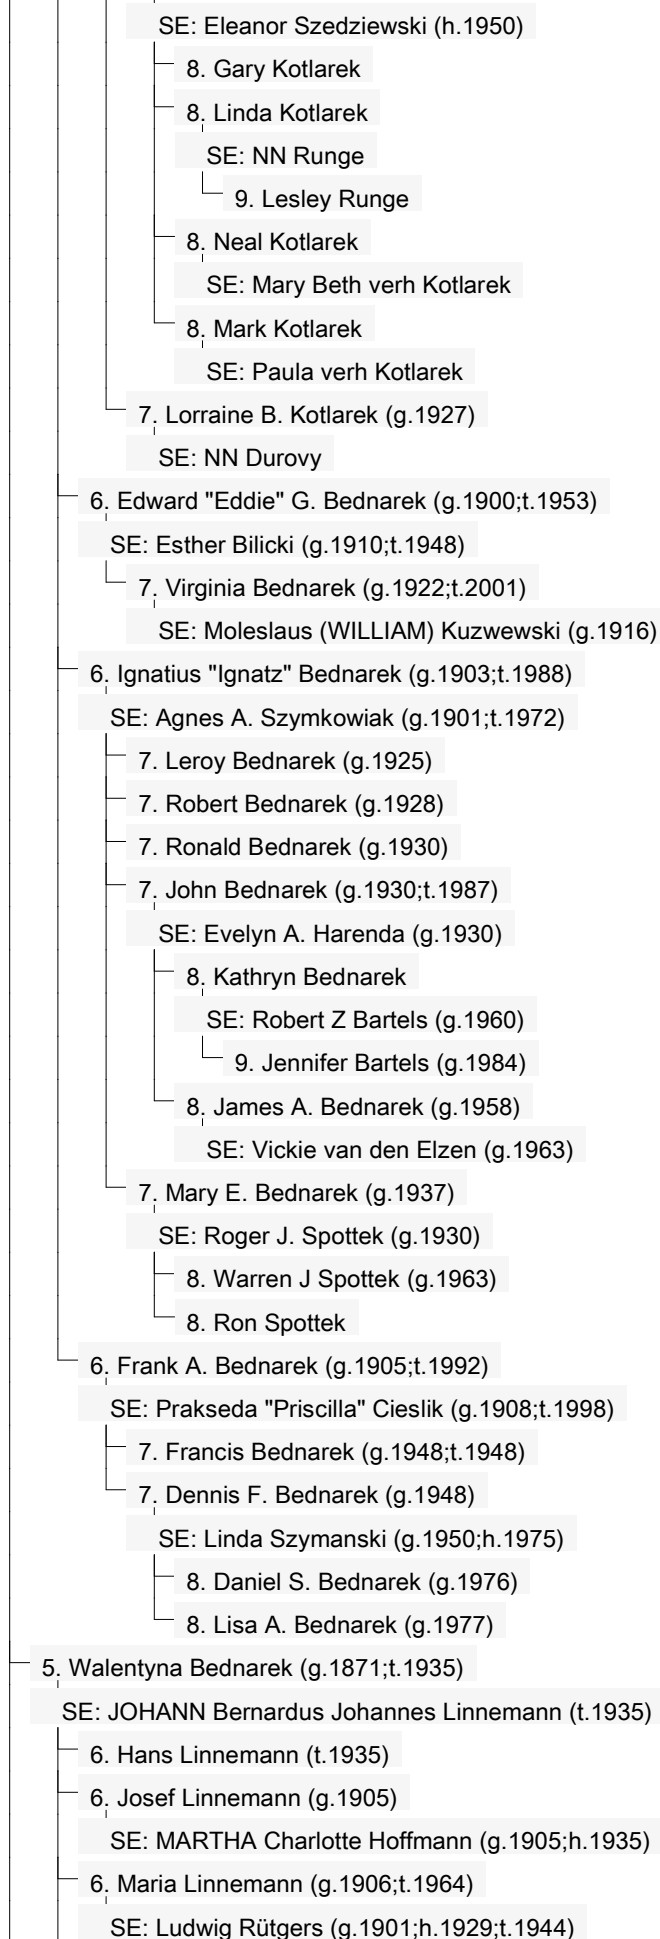 SE: Eleanor Szedziewski (h.1950)
8. Gary Kotlarek
8. Linda Kotlarek
SE: NN Runge
9. Lesley Runge
8. Neal Kotlarek
SE: Mary Beth verh Kotlarek
8. Mark Kotlarek
SE: Paula verh Kotlarek
7. Lorraine B. Kotlarek (g.1927)
SE: NN Durovy
6. Edward "Eddie" G. Bednarek (g.1900;t.1953)
SE: Esther Bilicki (g.1910;t.1948)
7. Virginia Bednarek (g.1922;t.2001)
SE: Moleslaus (WILLIAM) Kuzwewski (g.1916)
6. Ignatius "Ignatz" Bednarek (g.1903;t.1988)
SE: Agnes A. Szymkowiak (g.1901;t.1972)
7. Leroy Bednarek (g.1925)
7. Robert Bednarek (g.1928)
7. Ronald Bednarek (g.1930)
7. John Bednarek (g.1930;t.1987)
SE: Evelyn A. Harenda (g.1930)
8. Kathryn Bednarek
SE: Robert Z Bartels (g.1960)
9. Jennifer Bartels (g.1984)
8. James A. Bednarek (g.1958)
SE: Vickie van den Elzen (g.1963)
7. Mary E. Bednarek (g.1937)
SE: Roger J. Spottek (g.1930)
8. Warren J Spottek (g.1963)
8. Ron Spottek
6. Frank A. Bednarek (g.1905;t.1992)
SE: Prakseda "Priscilla" Cieslik (g.1908;t.1998)
7. Francis Bednarek (g.1948;t.1948)
7. Dennis F. Bednarek (g.1948)
SE: Linda Szymanski (g.1950;h.1975)
8. Daniel S. Bednarek (g.1976)
8. Lisa A. Bednarek (g.1977)
5. Walentyna Bednarek (g.1871;t.1935)
SE: JOHANN Bernardus Johannes Linnemann (t.1935)
6. Hans Linnemann (t.1935)
6. Josef Linnemann (g.1905)
SE: MARTHA Charlotte Hoffmann (g.1905;h.1935)
6. Maria Linnemann (g.1906;t.1964)
SE: Ludwig Rütgers (g.1901;h.1929;t.1944)